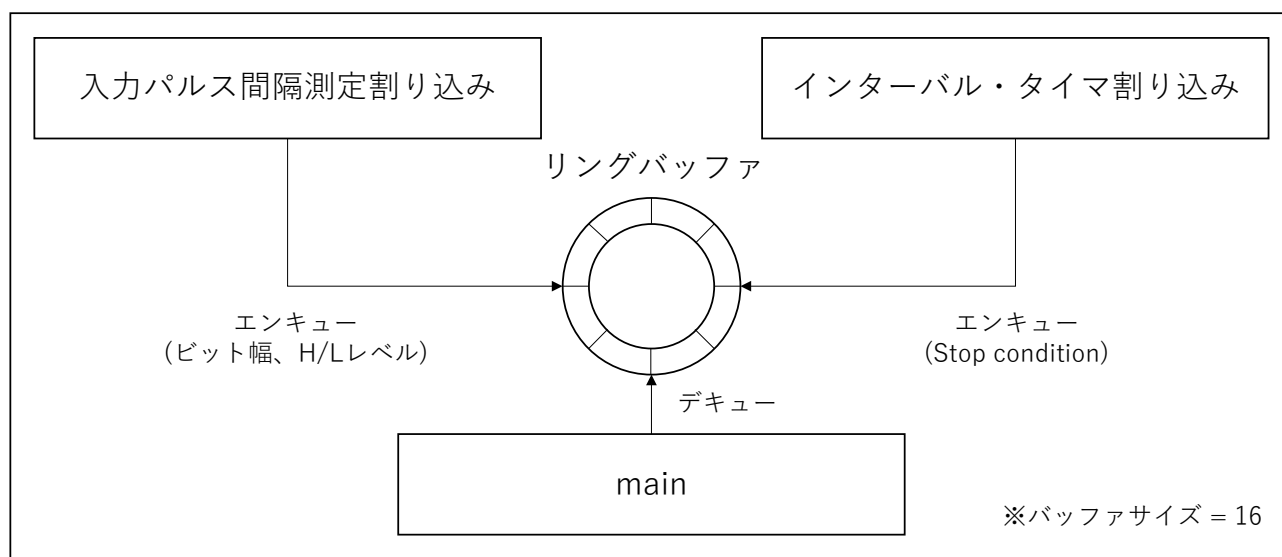 入力パルス間隔測定割り込み
インターバル・タイマ割り込み
リングバッファ
エンキュー
(ビット幅、H/Lレベル)
エンキュー
(Stop condition)
デキュー
main
※バッファサイズ = 16